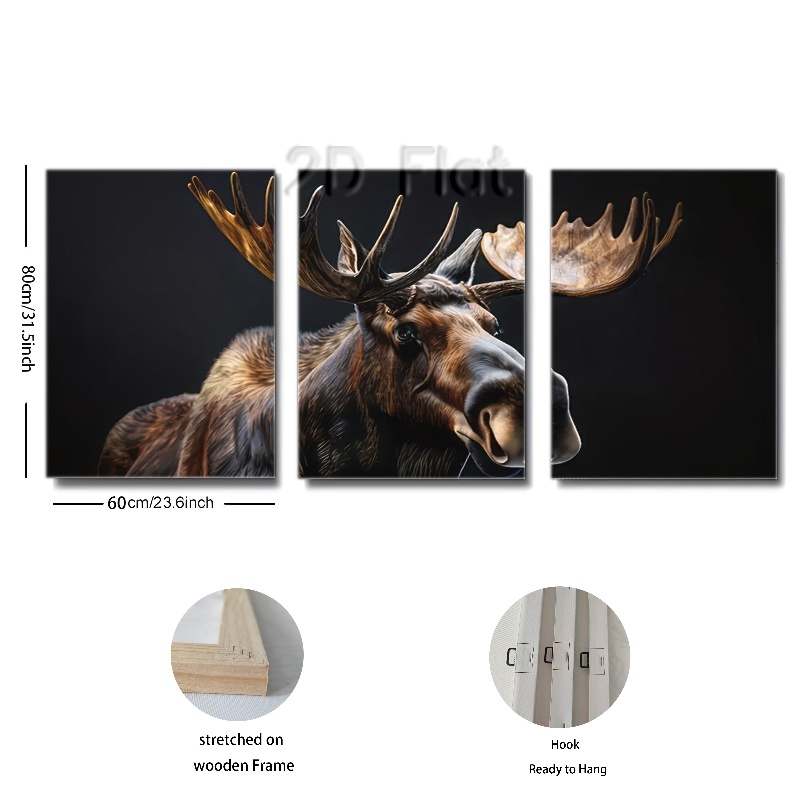 2D Flat
80cm/31.5inch
60cm/23.6inch
stretched on
wooden Frame
Hook
Ready to Hang